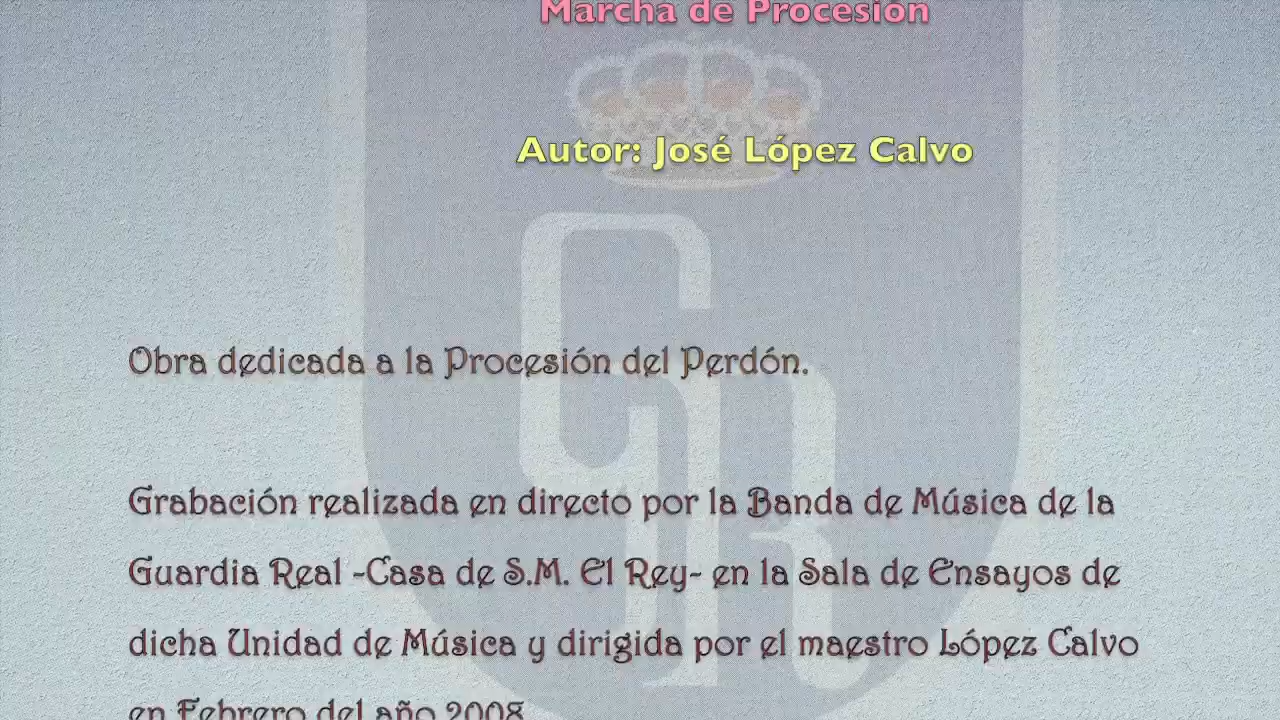 Marcha de Procesión
Autor: José López Calvo
GR
Obra dedicada a la Procesión del Perdón.
Grabación realizada en directo por la Banda de Música de la
Guardia Real -Casa de S.M. El Rey- en la Sala de Ensayos de
dicha Unidad de Música y dirigida por el maestro López Calvo
en Febrero del año 2008